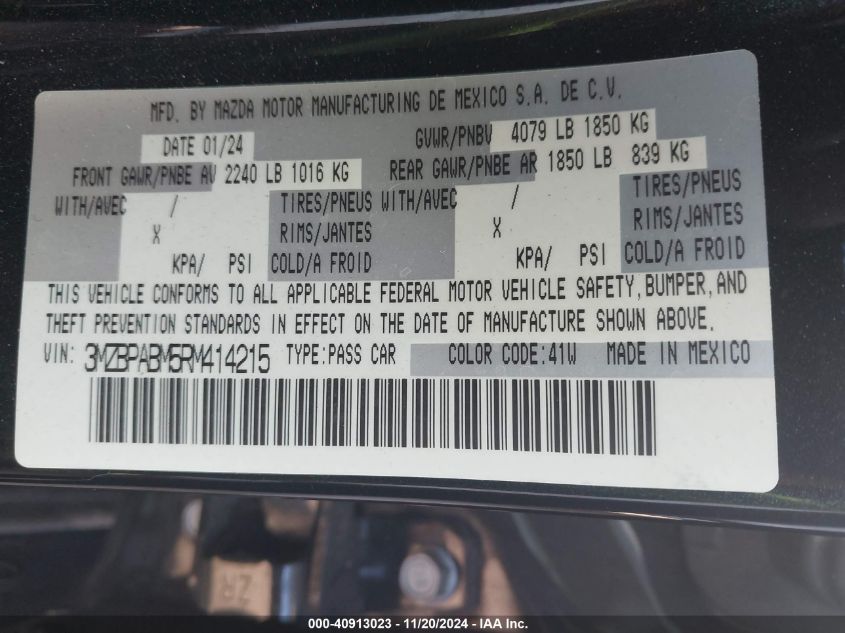 MFD. BY MAZDA MOTOR MANUFACTURING DE MEXICO S.A. DE C.V.
DATE 01/24 GVWR/PNBV 4079 LB 1850 KG
FRONT GAWR/PNBE AV 2240 LB 1016 KG REAR GAWR/PNBE AR 1850 LB 839 KG
WITH/AVEC / TIRES/PNEUS WITH/AVEC / TIRES/PNEUS
X RIMS/JANTES X RIMS/JANTES
KPA/ PSI COLD/A FROID KPA/ PSI COLD/A FROID
THIS VEHICLE CONFORMS TO ALL APPLICABLE FEDERAL MOTOR VEHICLE SAFETY, BUMPER, AND
THEFT PREVENTION STANDARDS IN EFFECT ON THE DATE OF MANUFACTURE SHOWN ABOVE.
VIN: 3MZBPABM5RM414215 TYPE:PASS CAR COLOR CODE:41W MADE IN MEXICO
ZR
000-40913023 - 11/20/2024 - IAA Inc.